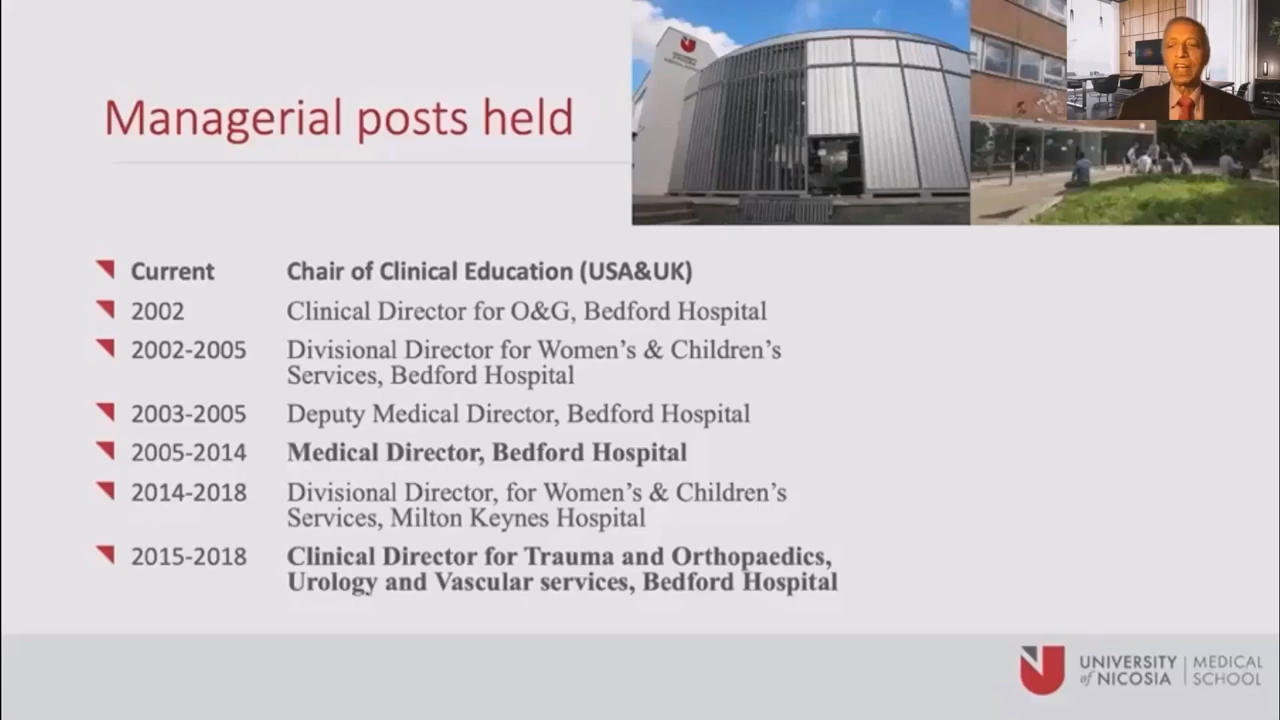 Managerial posts held
Current Chair of Clinical Education (USA&UK)
2002 Clinical Director for O&G, Bedford Hospital
2002-2005 Divisional Director for Women's & Children's
Services, Bedford Hospital
2003-2005 Deputy Medical Director, Bedford Hospital
2005-2014 Medical Director, Bedford Hospital
2014-2018 Divisional Director, for Women's & Children's
Services, Milton Keynes Hospital
2015-2018 Clinical Director for Trauma and Orthopaedics,
Urology and Vascular services, Bedford Hospital
UNIVERSITY | MEDICAL
of NICOSIA | SCHOOL